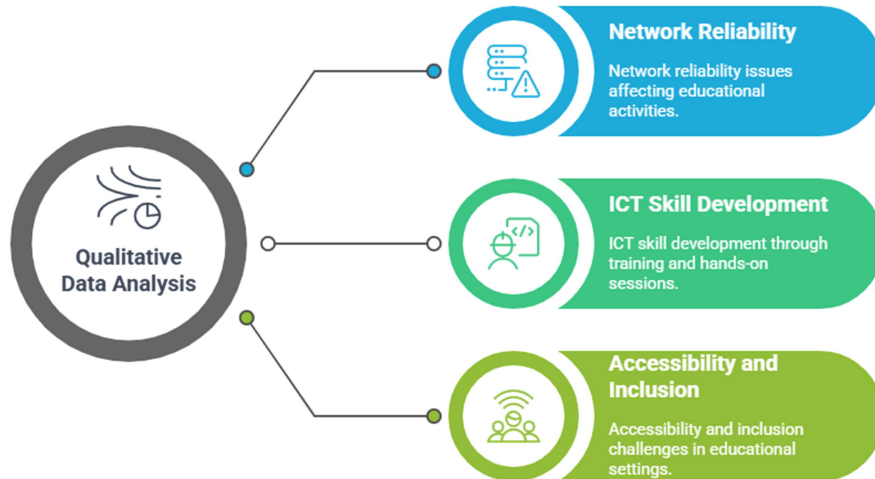 Qualitative
Data Analysis
Network Reliability
Network reliability issues
affecting educational
activities.
ICT Skill Development
ICT skill development through
training and hands-on
sessions.
Accessibility and
Inclusion
Accessibility and inclusion
challenges in educational
settings.